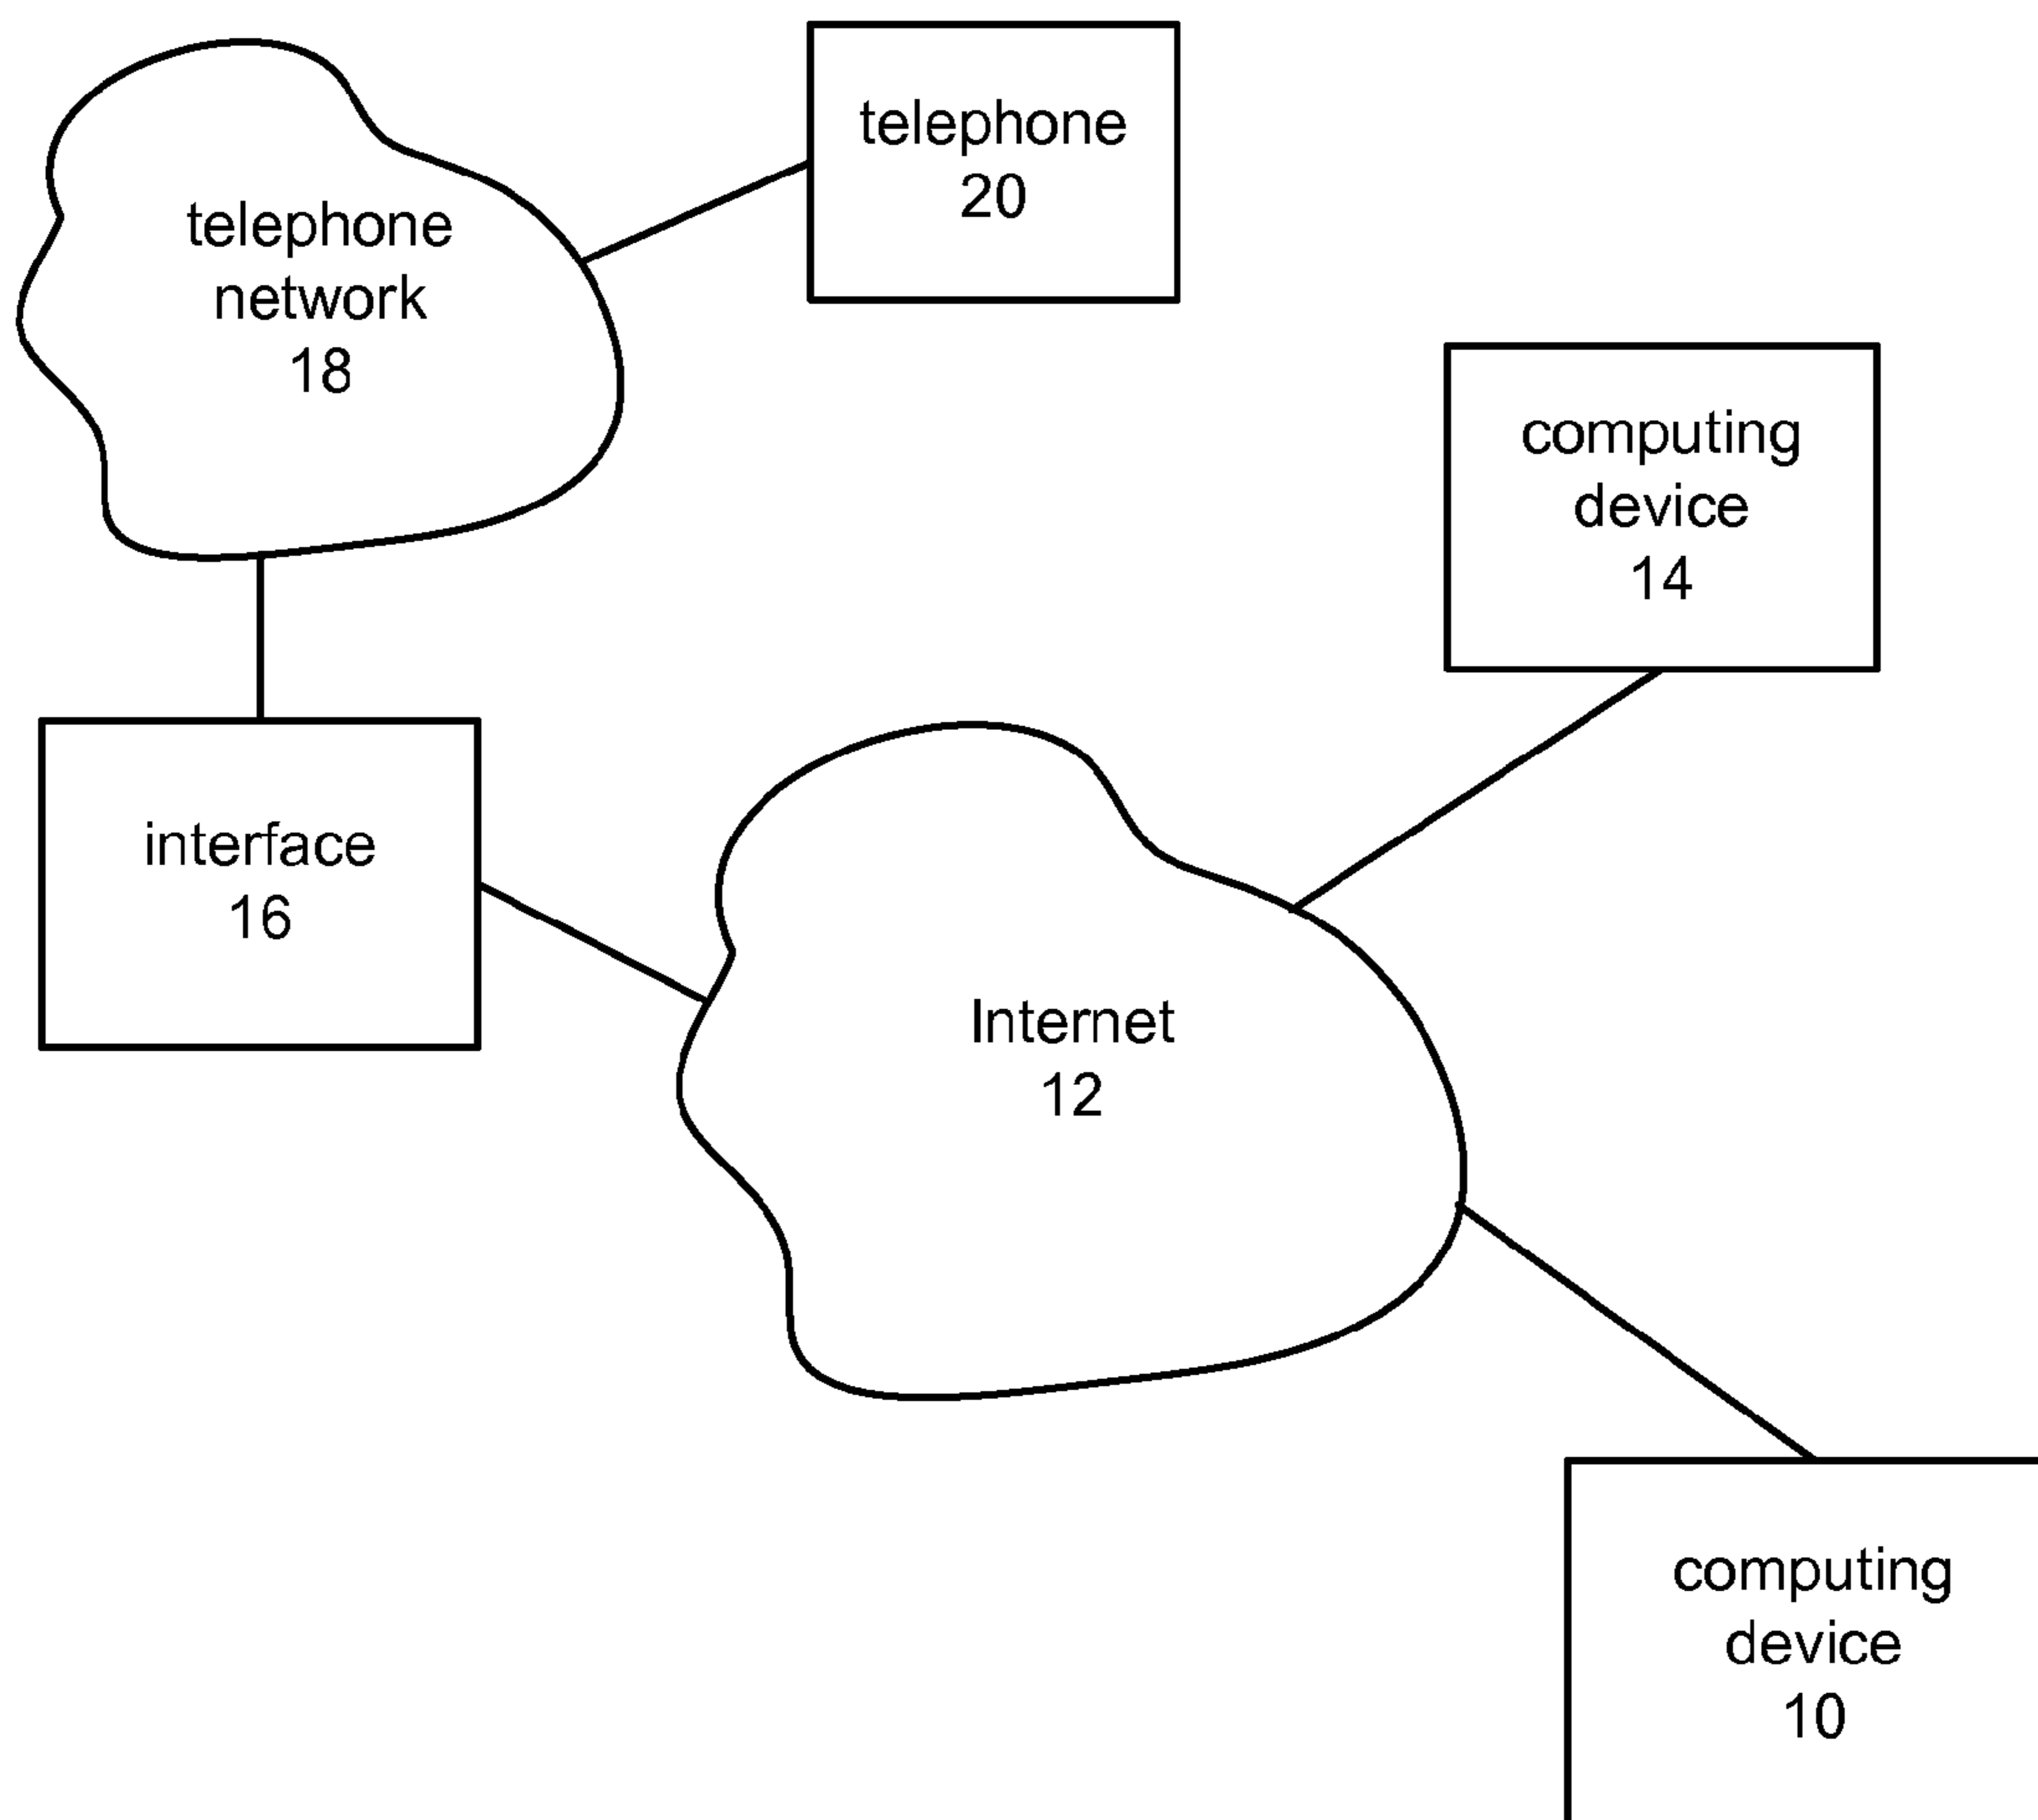 telephone
20
telephone
network
18
computing
device
14
interface
16
Internet
12
computing
device
10